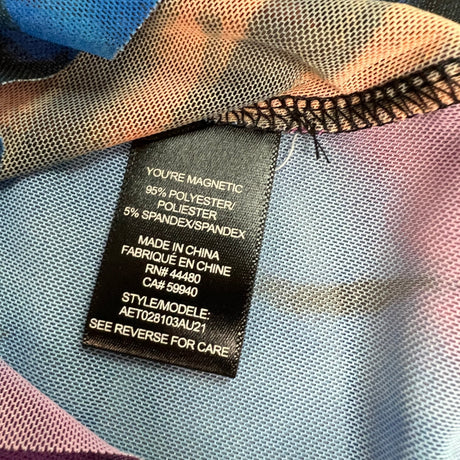 YOU'RE MAGNETIC
95% POLYESTER/
POLIESTER
5% SPANDEX/SPANDEX
MADE IN CHINA
FABRIQUÉ EN CHINE
RN# 44480
CA# 59940
STYLE/MODELE:
AET028103AU21
SEE REVERSE FOR CARE